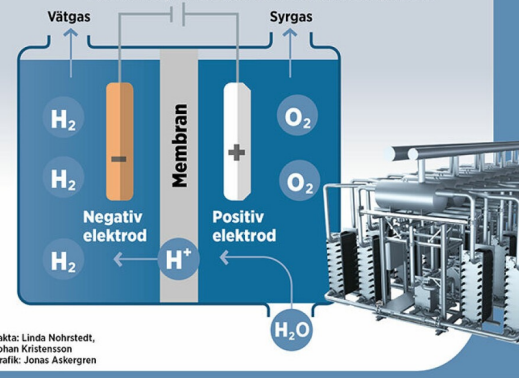 Vätgas
Syrgas
H₂
O₂
H₂
O₂
-
+
Membran
Negativ
elektrod
Positiv
elektrod
H₂
H⁺
H₂O
akta: Linda Nohrstedt,
ohan Kristensson
rafik: Jonas Askergren